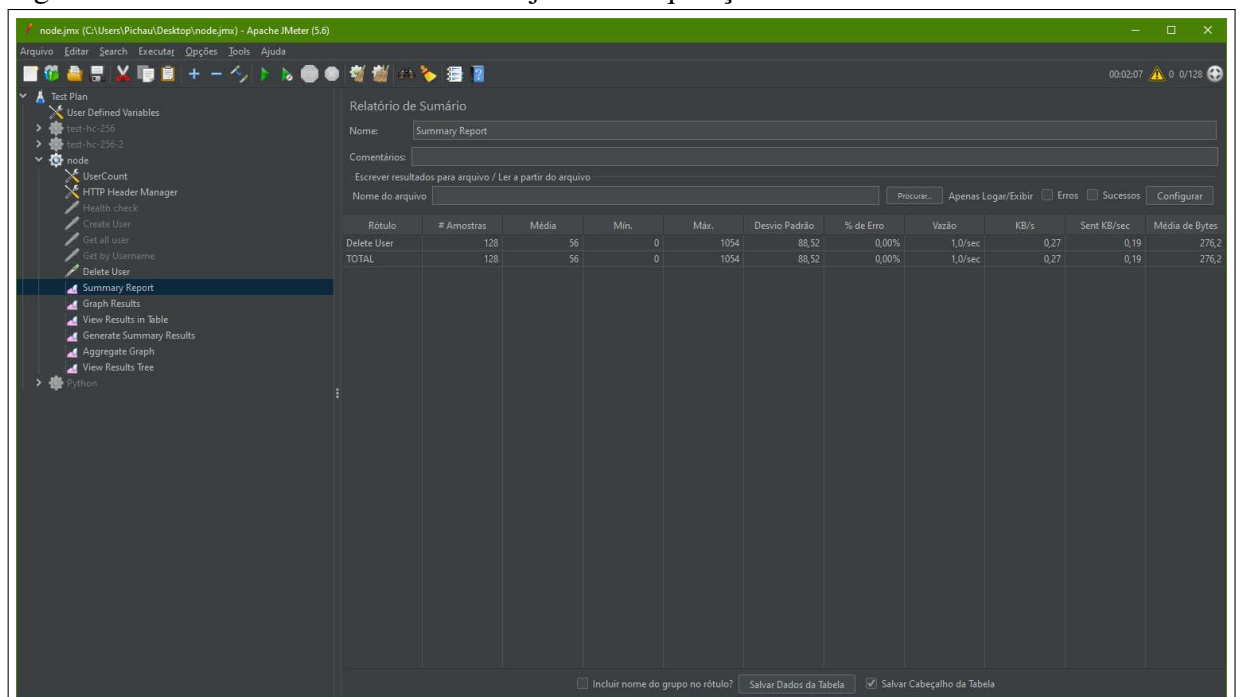 node.jmx (C:\Users\Pichau\Desktop\node.jmx) - Apache JMeter (5.6)
Arquivo Editar Search Executar Opções Tools Ajuda
00:02:07 0 0/128
Test Plan
User Defined Variables
test-hc-256
test-hc-256-2
node
UserCount
HTTP Header Manager
Health check
Create User
Get all user
Get by Username
Delete User
Summary Report
Graph Results
View Results in Table
Generate Summary Results
Aggregate Graph
View Results Tree
Python
Relatório de Sumário
Nome: Summary Report
Comentários:
Escrever resultados para arquivo / Ler a partir do arquivo
Nome do arquivo Procurar... Apenas Logar/Exibir Erros Sucessos Configurar
Rótulo # Amostras Média Mín. Máx. Desvio Padrão % de Erro Vazão KB/s Sent KB/sec Média de Bytes
Delete User 128 56 0 1054 88,52 0,00% 1,0/sec 0,27 0,19 276,2
TOTAL 128 56 0 1054 88,52 0,00% 1,0/sec 0,27 0,19 276,2
Incluir nome do grupo no rótulo? Salvar Dados da Tabela Salvar Cabeçalho da Tabela